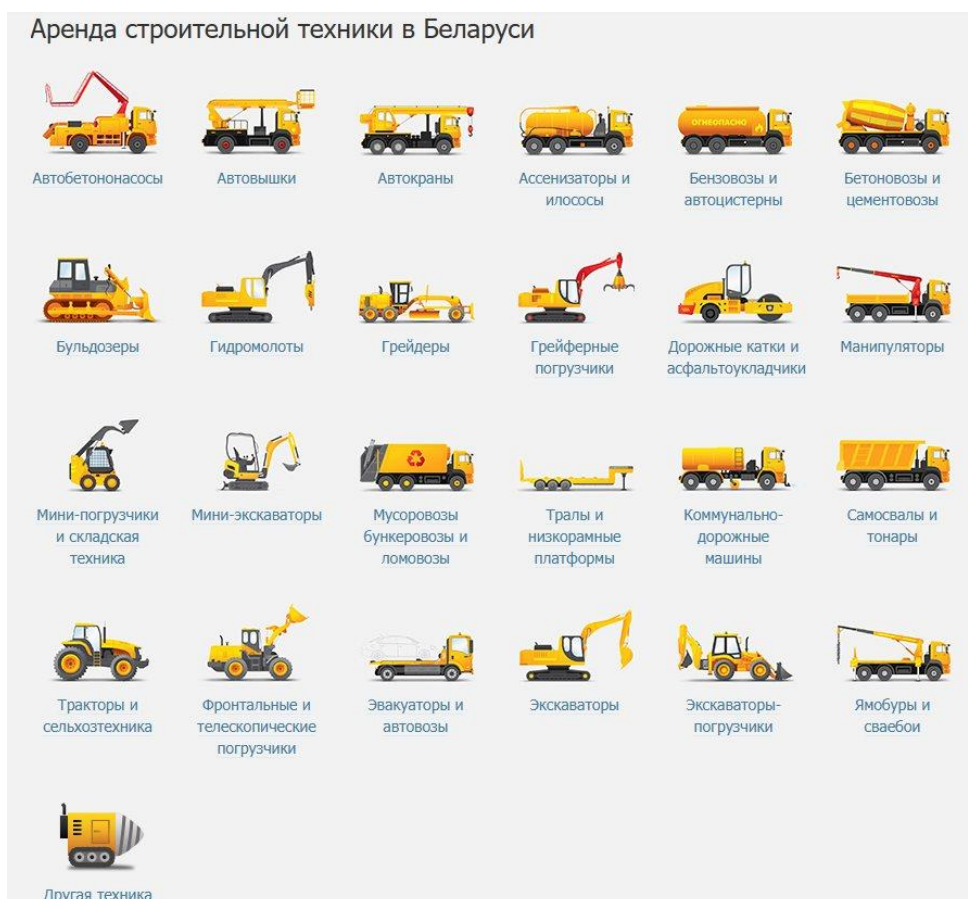 Аренда строительной техники в Беларуси
ОГНЕОПАСНО
Автобетононасосы
Автовышки
Автокраны
Ассенизаторы и
илососы
Бензовозы и
автоцистерны
Бетоновозы и
цементовозы
Бульдозеры
Гидромолоты
Грейдеры
Грейферные
погрузчики
Дорожные катки и
асфальтоукладчики
Манипуляторы
Мини-погрузчики
и складская
техника
Мини-экскаваторы
Мусоровозы
бункеровозы и
ломовозы
Тралы и
низкорамные
платформы
Коммунально-
дорожные
машины
Самосвалы и
тонары
Тракторы и
сельхозтехника
Фронтальные и
телескопические
погрузчики
Эвакуаторы и
автовозы
Экскаваторы
Экскаваторы-
погрузчики
Ямобуры и
сваебои
Другая техника